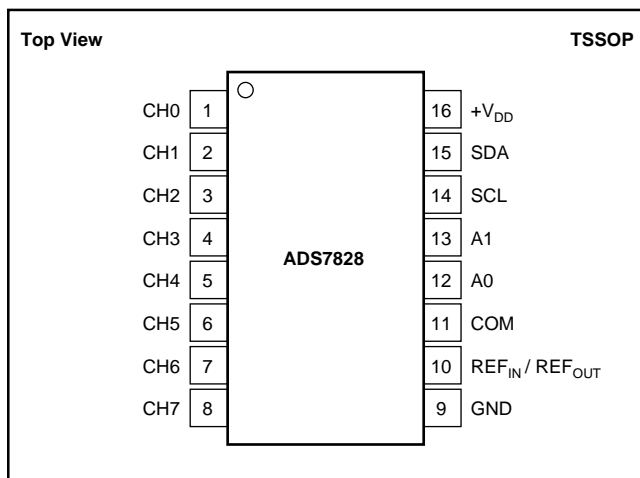 Top View TSSOP
CH0 1 16 +VDD
CH1 2 15 SDA
CH2 3 14 SCL
CH3 4 13 A1
ADS7828
CH4 5 12 A0
CH5 6 11 COM
CH6 7 10 REFIN / REFOUT
CH7 8 9 GND